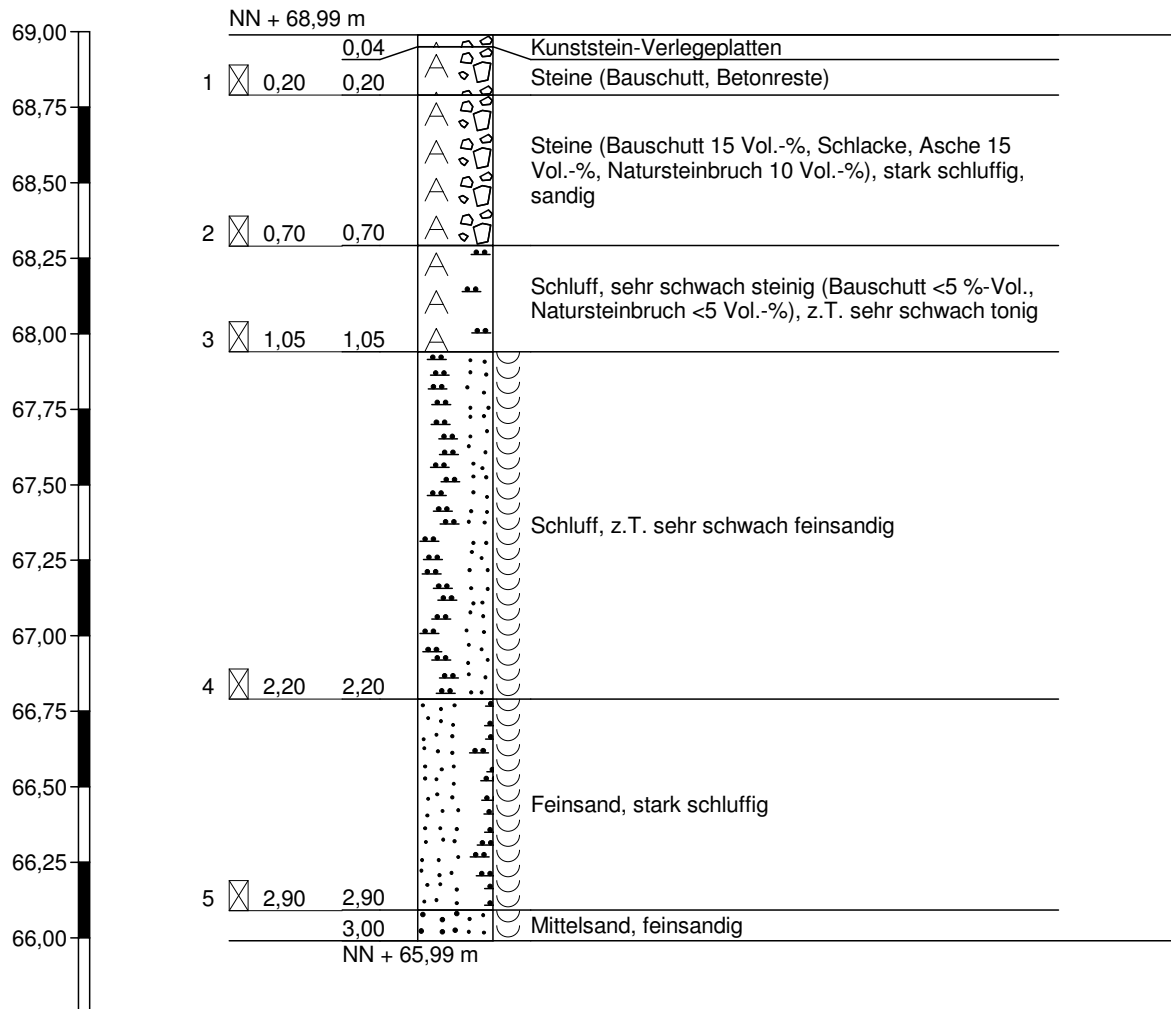 NN + 68,99 m
69,00
0,04 Kunststein-Verlegeplatten
1 0,20 0,20 Steine (Bauschutt, Betonreste)
68,75
Steine (Bauschutt 15 Vol.-%, Schlacke, Asche 15
Vol.-%, Natursteinbruch 10 Vol.-%), stark schluffig,
sandig
68,50
2 0,70 0,70
68,25
Schluff, sehr schwach steinig (Bauschutt <5 %-Vol.,
Natursteinbruch <5 Vol.-%), z.T. sehr schwach tonig
68,00
3 1,05 1,05
67,75
67,50
Schluff, z.T. sehr schwach feinsandig
67,25
67,00
4 2,20 2,20
66,75
66,50
Feinsand, stark schluffig
66,25
5 2,90 2,90
3,00 Mittelsand, feinsandig
66,00
NN + 65,99 m